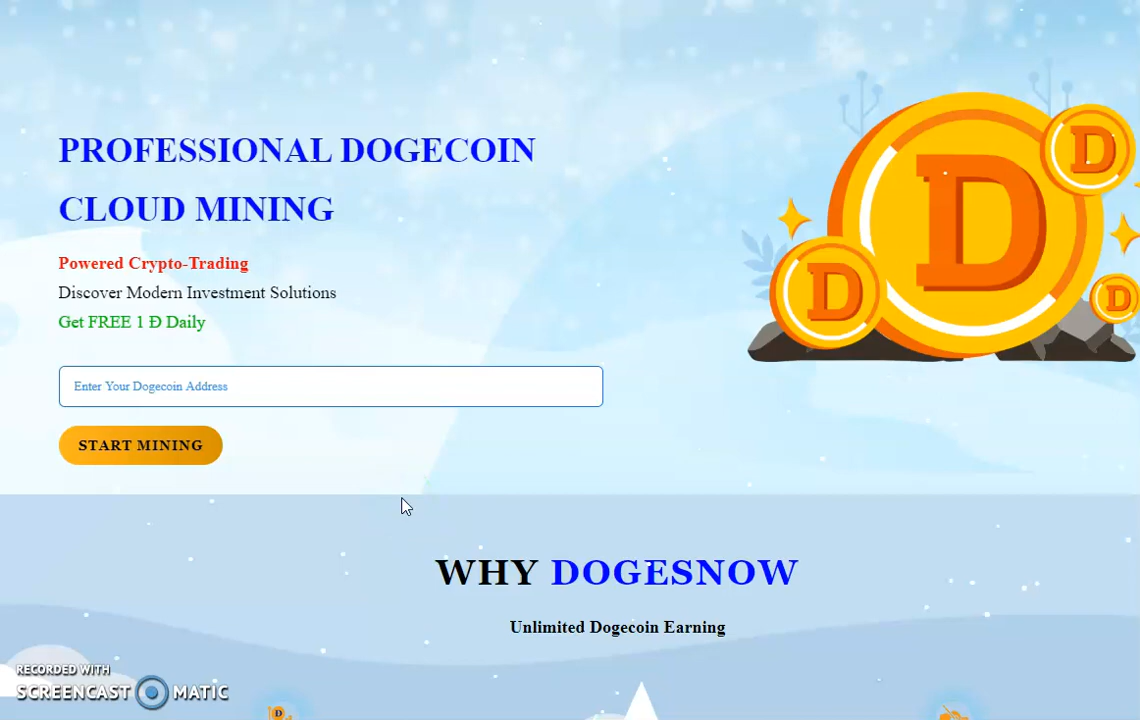 PROFESSIONAL DOGECOIN
CLOUD MINING
Powered Crypto-Trading
Discover Modern Investment Solutions
Get FREE 1 Ð Daily
Enter Your Dogecoin Address
START MINING
D
D
D
D
WHY DOGESNOW
Unlimited Dogecoin Earning
RECORDED WITH
SCREENCAST MATIC
D